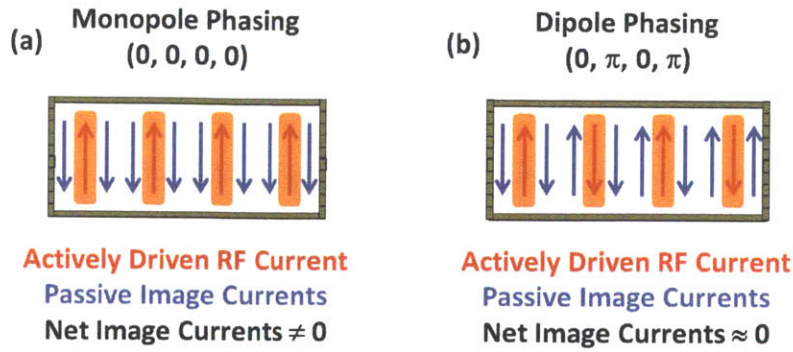 (a)
Monopole Phasing
(0, 0, 0, 0)
Actively Driven RF Current
Passive Image Currents
Net Image Currents ≠ 0
(b)
Dipole Phasing
(0, π, 0, π)
Actively Driven RF Current
Passive Image Currents
Net Image Currents ≈ 0